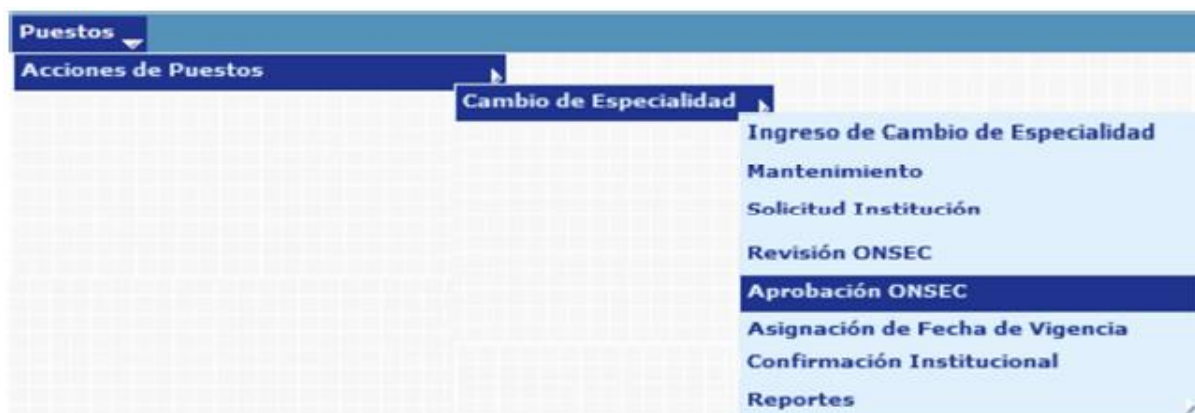 Puestos
Acciones de Puestos
Cambio de Especialidad
Ingreso de Cambio de Especialidad
Mantenimiento
Solicitud Institución
Revisión ONSEC
Aprobación ONSEC
Asignación de Fecha de Vigencia
Confirmación Institucional
Reportes